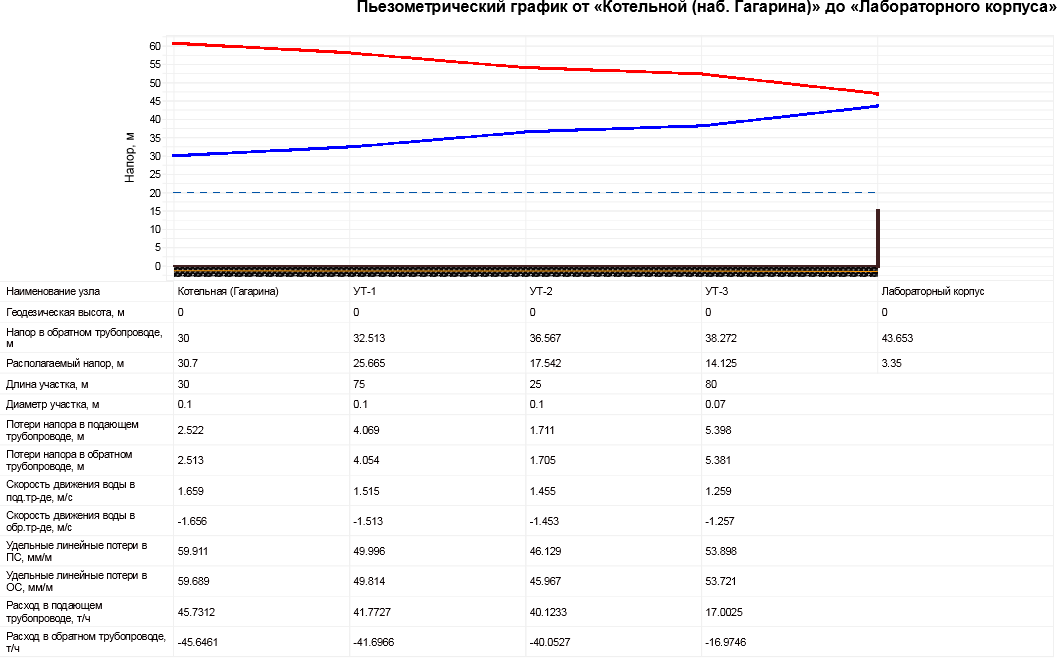 Пьезометрический график от «Котельной (наб. Гагарина)» до «Лабораторного корпуса»
60
55
50
45
40
35
30
25
20
15
10
5
0
Напор, м
Наименование узла Котельная (Гагарина) УТ-1 УТ-2 УТ-3 Лабораторный корпус
Геодезическая высота, м 0 0 0 0 0
Напор в обратном трубопроводе,
м 30 32.513 36.567 38.272 43.653
Располагаемый напор, м 30.7 25.665 17.542 14.125 3.35
Длина участка, м 30 75 25 80
Диаметр участка, м 0.1 0.1 0.1 0.07
Потери напора в подающем
трубопроводе, м 2.522 4.069 1.711 5.398
Потери напора в обратном
трубопроводе, м 2.513 4.054 1.705 5.381
Скорость движения воды в
под.тр-де, м/с 1.659 1.515 1.455 1.259
Скорость движения воды в
обр.тр-де, м/с -1.656 -1.513 -1.453 -1.257
Удельные линейные потери в
ПС, мм/м 59.911 49.996 46.129 53.898
Удельные линейные потери в
ОС, мм/м 59.689 49.814 45.967 53.721
Расход в подающем
трубопроводе, т/ч 45.7312 41.7727 40.1233 17.0025
Расход в обратном трубопроводе,
т/ч -45.6461 -41.6966 -40.0527 -16.9746